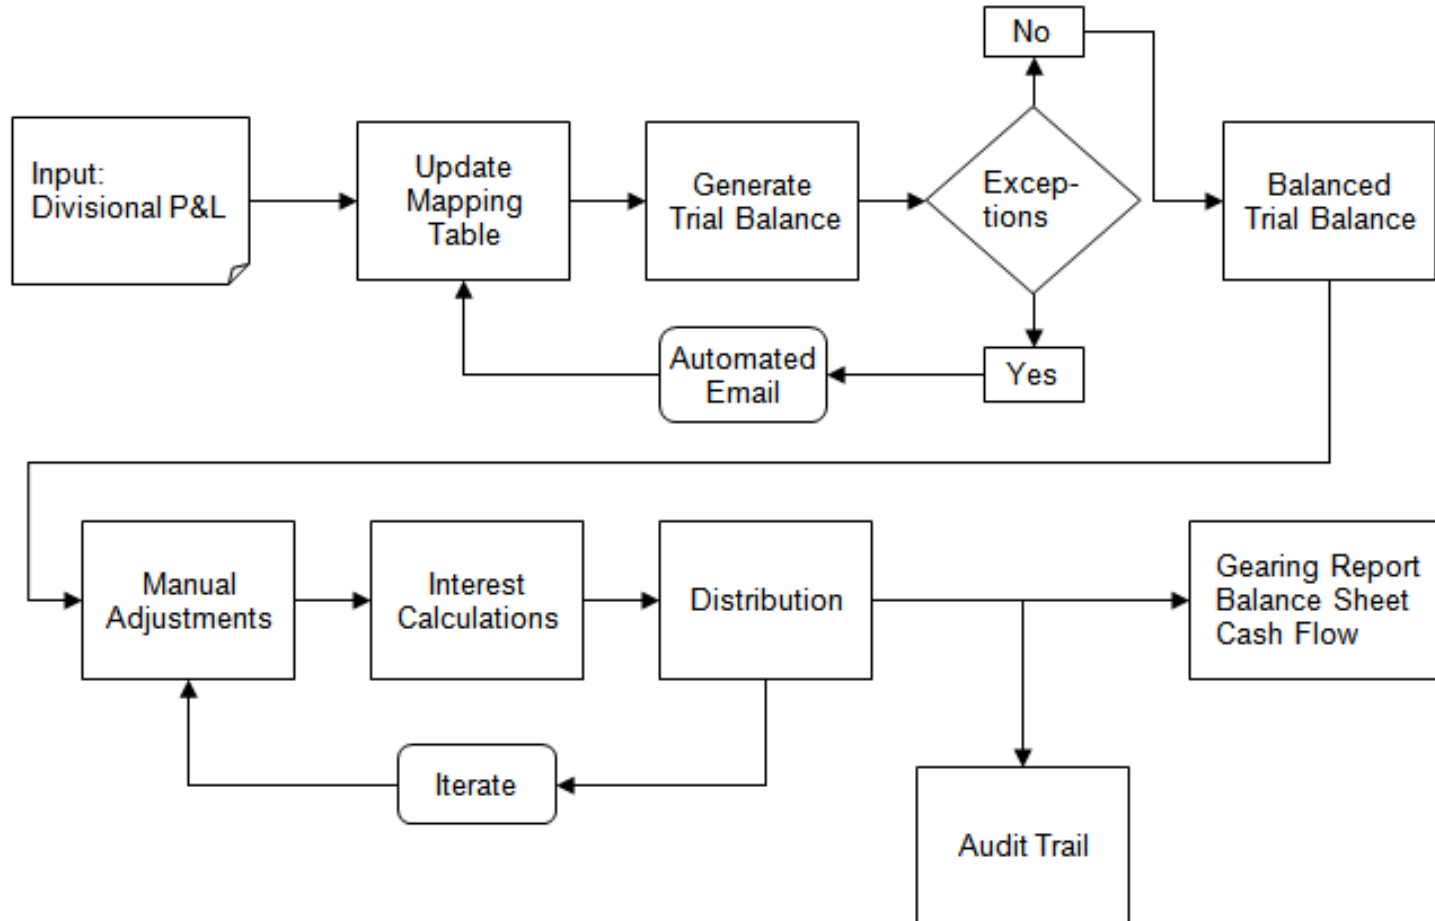 No
Input:
Divisional P&L
Update
Mapping
Table
Generate
Trial Balance
Excep-
tions
Balanced
Trial Balance
Automated
Email
Yes
Manual
Adjustments
Interest
Calculations
Distribution
Gearing Report
Balance Sheet
Cash Flow
Iterate
Audit Trail